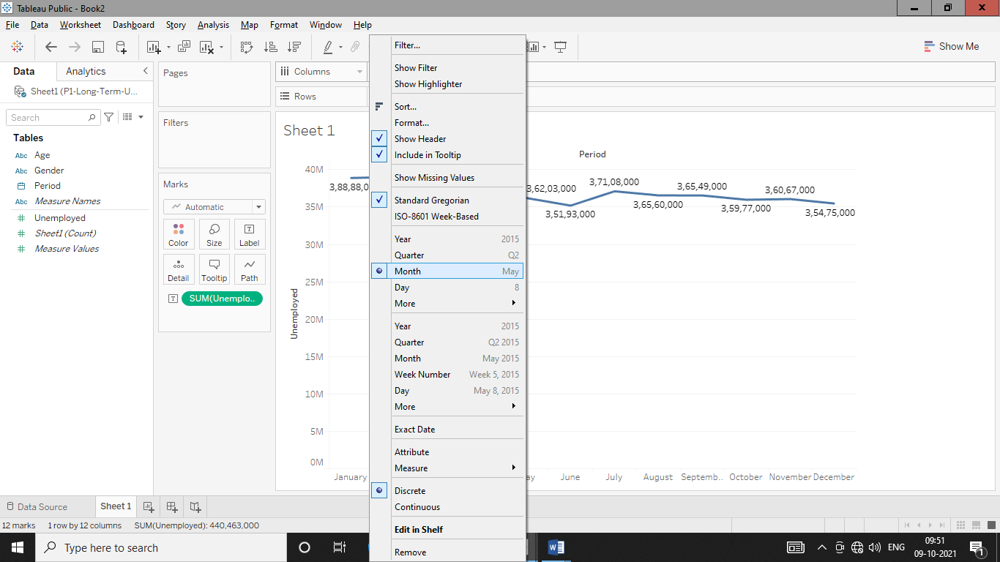 Tableau Public - Book2
File Data Worksheet Dashboard Story Analysis Map Format Window Help
Show Me
Data Analytics
Sheet1 (P1-Long-Term-U...
Search
Tables
Abc Age
Abc Gender
Period
Abc Measure Names
Unemployed
Sheet1 (Count)
Measure Values
Pages
Filters
Marks
Automatic
Color Size Label
Detail Tooltip Path
SUM(Unemplo..
Columns
Rows
Sheet 1
Period
Unemployed
40M
35M
30M
25M
20M
15M
10M
5M
0M
3,88,88,0
3,62,03,000
3,51,93,000
3,71,08,000
3,65,60,000
3,65,49,000
3,59,77,000
3,60,67,000
3,54,75,000
January
ay June July August Septemb.. October November December
Filter...
Show Filter
Show Highlighter
Sort...
Format...
Show Header
Include in Tooltip
Show Missing Values
Standard Gregorian
ISO-8601 Week-Based
Year 2015
Quarter Q2
Month May
Day 8
More
Year 2015
Quarter Q2 2015
Month May 2015
Week Number Week 5, 2015
Day May 8, 2015
More
Exact Date
Attribute
Measure
Discrete
Continuous
Edit in Shelf
Remove
Data Source Sheet 1
12 marks 1 row by 12 columns SUM(Unemployed): 440,463,000
Type here to search
ENG
09:51
09-10-2021
1